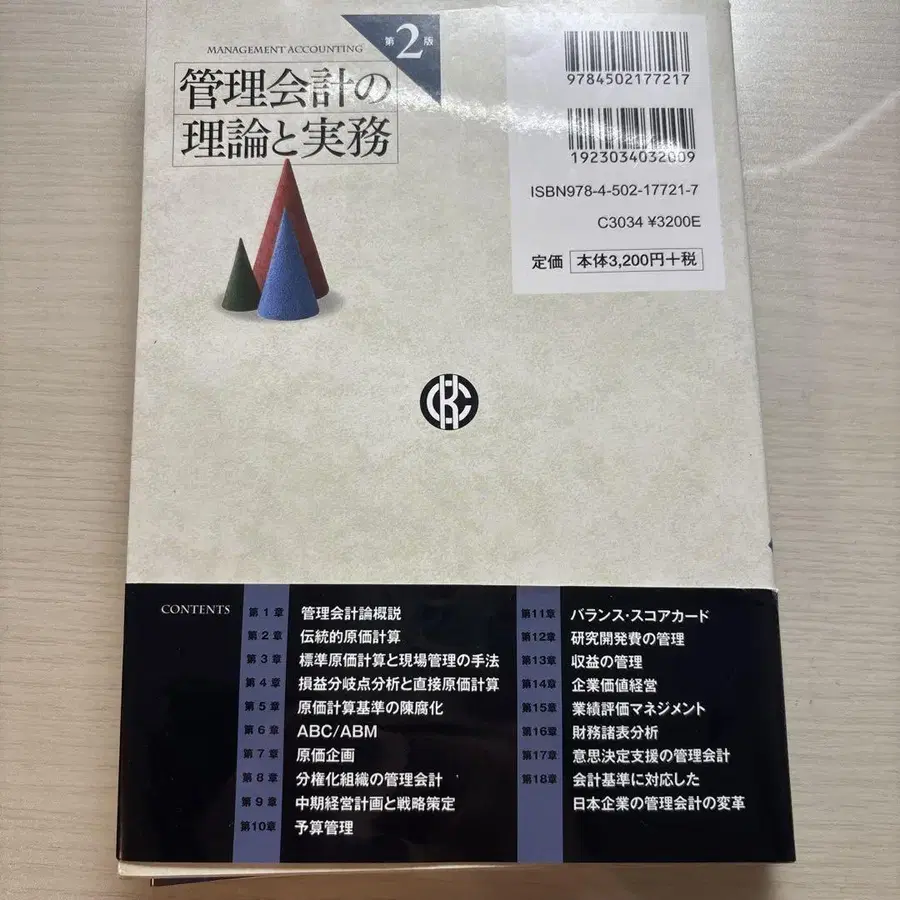 MANAGEMENT ACCOUNTING
第2版
管理会計の
理論と実務
9784502177217
1923034032009
ISBN978-4-502-17721-7
C3034 ¥3200E
定価 本体3,200円+税
CONTENTS
第1章 管理会計論概説
第2章 伝統的原価計算
第3章 標準原価計算と現場管理の手法
第4章 損益分岐点分析と直接原価計算
第5章 原価計算基準の陳腐化
第6章 ABC/ABM
第7章 原価企画
第8章 分権化組織の管理会計
第9章 中期経営計画と戦略策定
第10章 予算管理
第11章 バランス・スコアカード
第12章 研究開発費の管理
第13章 収益の管理
第14章 企業価値経営
第15章 業績評価マネジメント
第16章 財務諸表分析
第17章 意思決定支援の管理会計
第18章 会計基準に対応した
日本企業の管理会計の変革